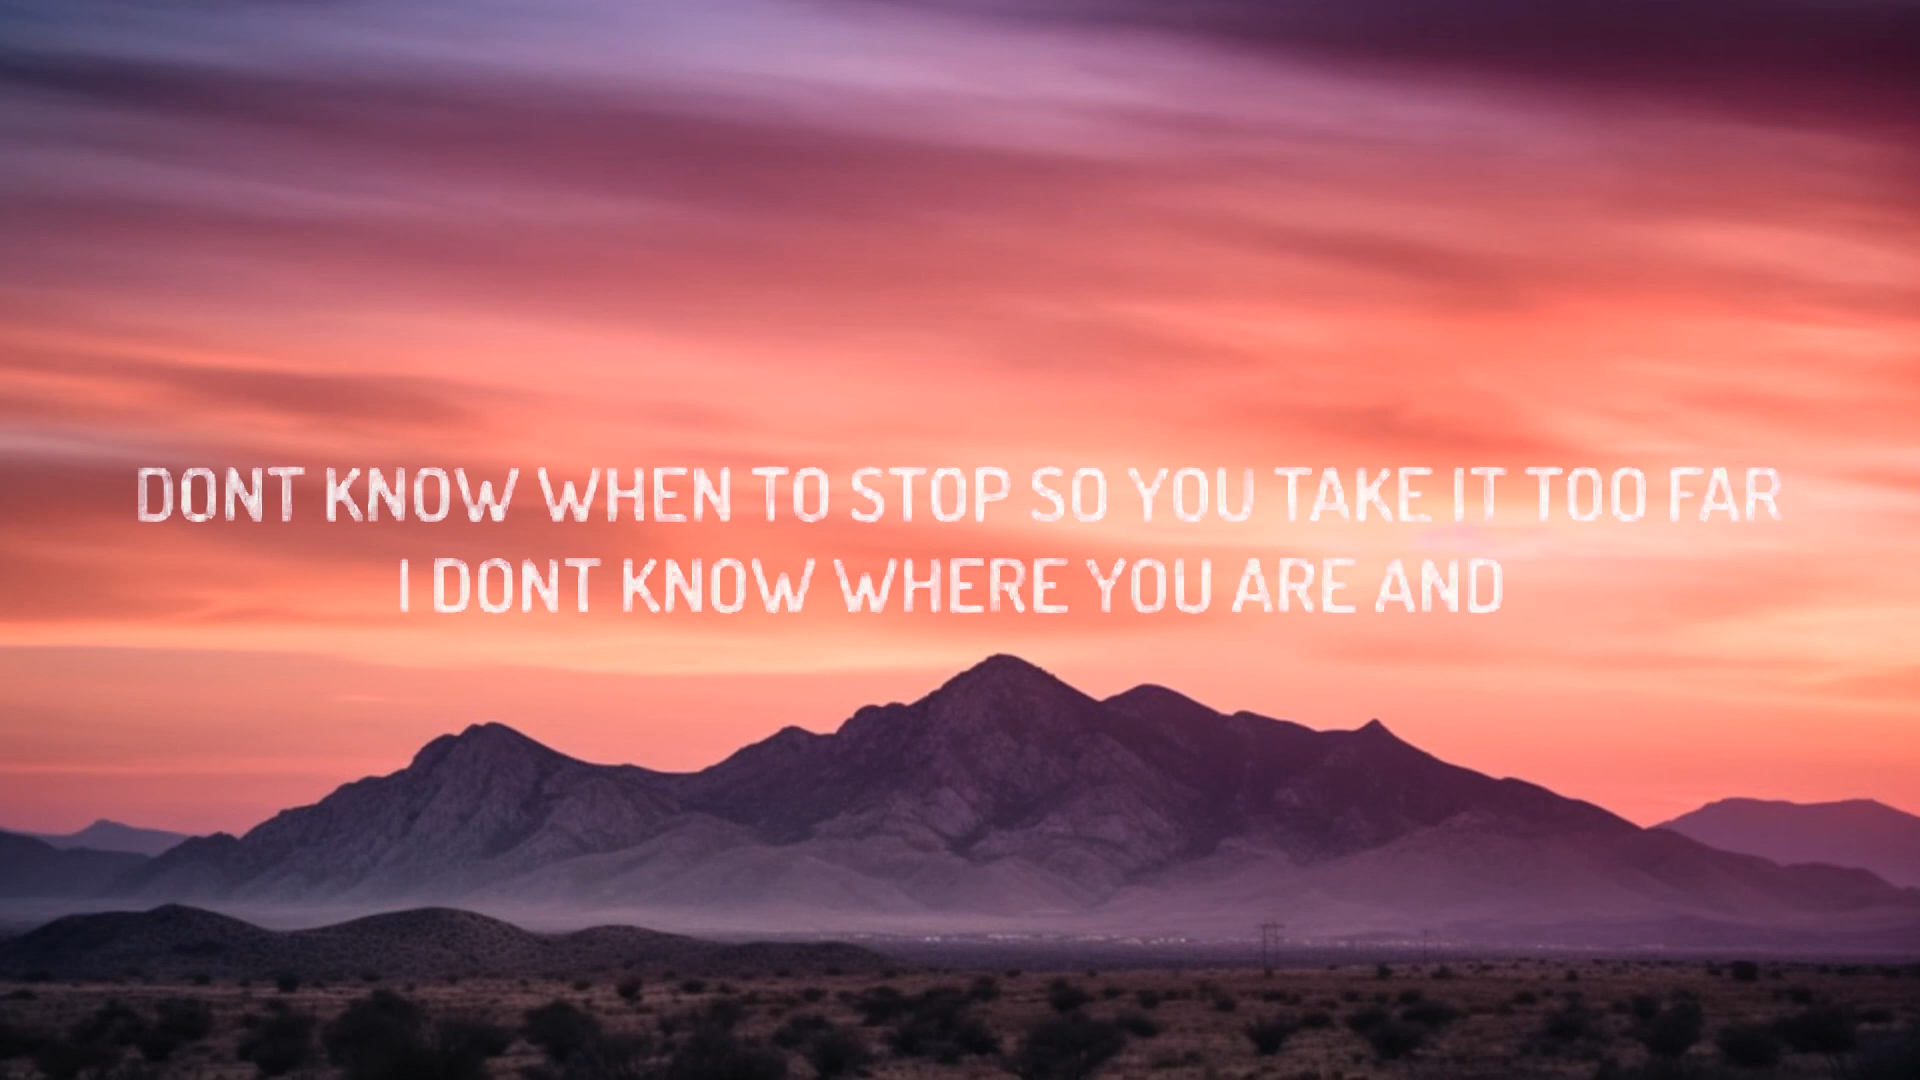 DONT KNOW WHEN TO STOP SO YOU TAKE IT TOO FAR
I DONT KNOW WHERE YOU ARE AND